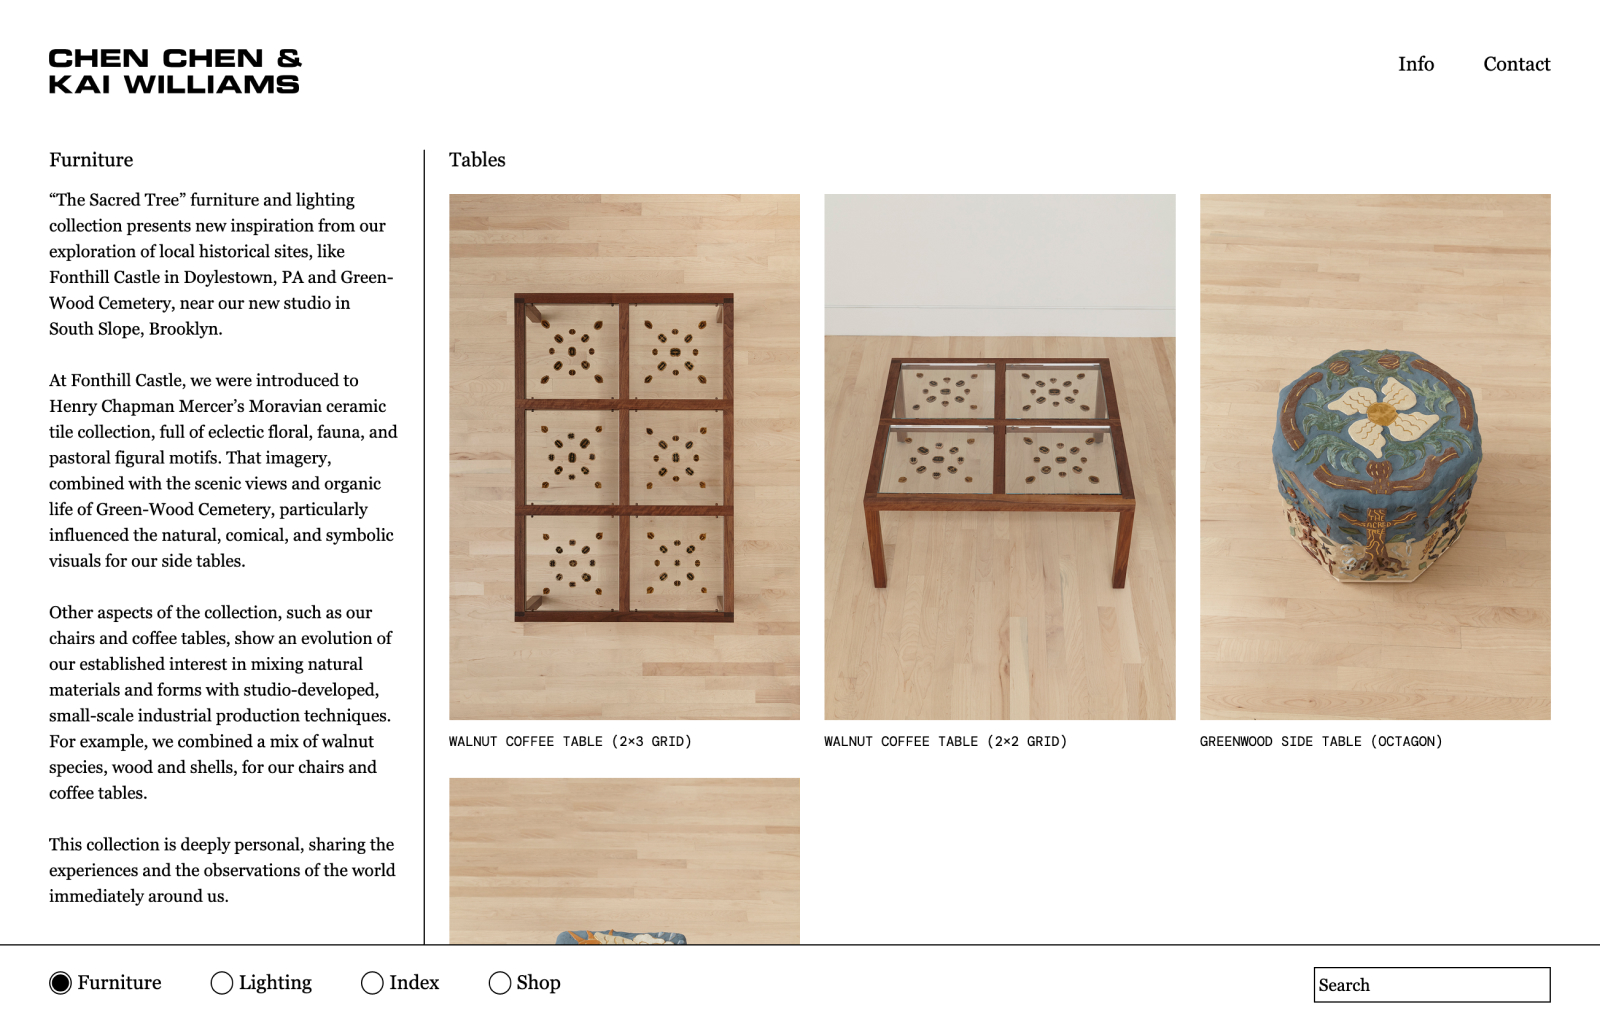 CHEN CHEN &
KAI WILLIAMS
Info
Contact
Furniture
“The Sacred Tree” furniture and lighting
collection presents new inspiration from our
exploration of local historical sites, like
Fonthill Castle in Doylestown, PA and Green-
Wood Cemetery, near our new studio in
South Slope, Brooklyn.
At Fonthill Castle, we were introduced to
Henry Chapman Mercer’s Moravian ceramic
tile collection, full of eclectic floral, fauna, and
pastoral figural motifs. That imagery,
combined with the scenic views and organic
life of Green-Wood Cemetery, particularly
influenced the natural, comical, and symbolic
visuals for our side tables.
Other aspects of the collection, such as our
chairs and coffee tables, show an evolution of
our established interest in mixing natural
materials and forms with studio-developed,
small-scale industrial production techniques.
For example, we combined a mix of walnut
species, wood and shells, for our chairs and
coffee tables.
This collection is deeply personal, sharing the
experiences and the observations of the world
immediately around us.
Tables
THE
SACRED
TREE
WALNUT COFFEE TABLE (2×3 GRID)
WALNUT COFFEE TABLE (2×2 GRID)
GREENWOOD SIDE TABLE (OCTAGON)
Furniture
Lighting
Index
Shop
Search